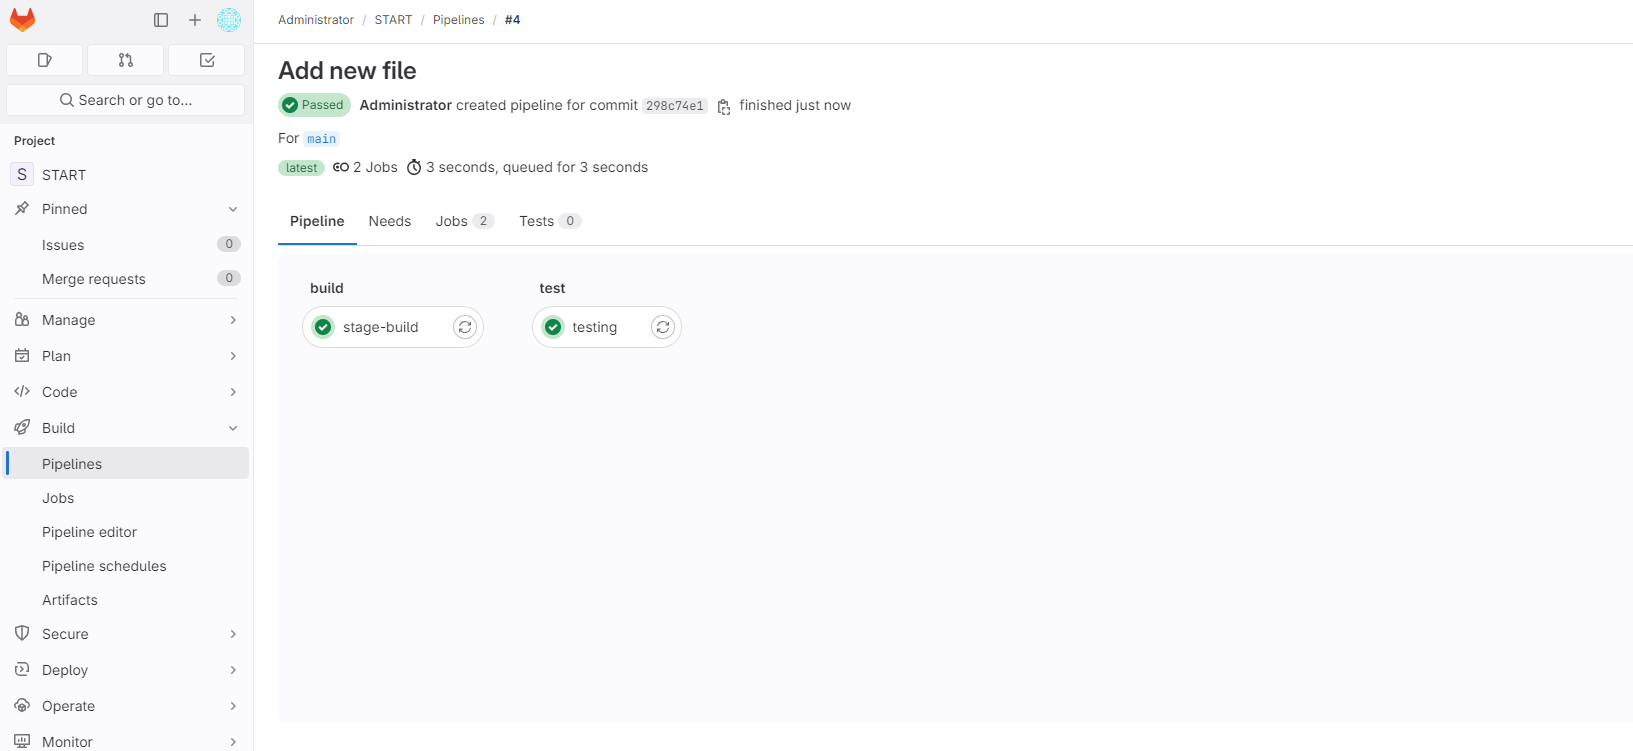 Administrator / START / Pipelines / #4
Search or go to...
Project
S START
Pinned
Issues 0
Merge requests 0
Manage
Plan
Code
Build
Pipelines
Jobs
Pipeline editor
Pipeline schedules
Artifacts
Secure
Deploy
Operate
Monitor
Add new file
Passed Administrator created pipeline for commit 298c74e1 finished just now
For main
latest 2 Jobs 3 seconds, queued for 3 seconds
Pipeline Needs Jobs 2 Tests 0
build test
stage-build testing